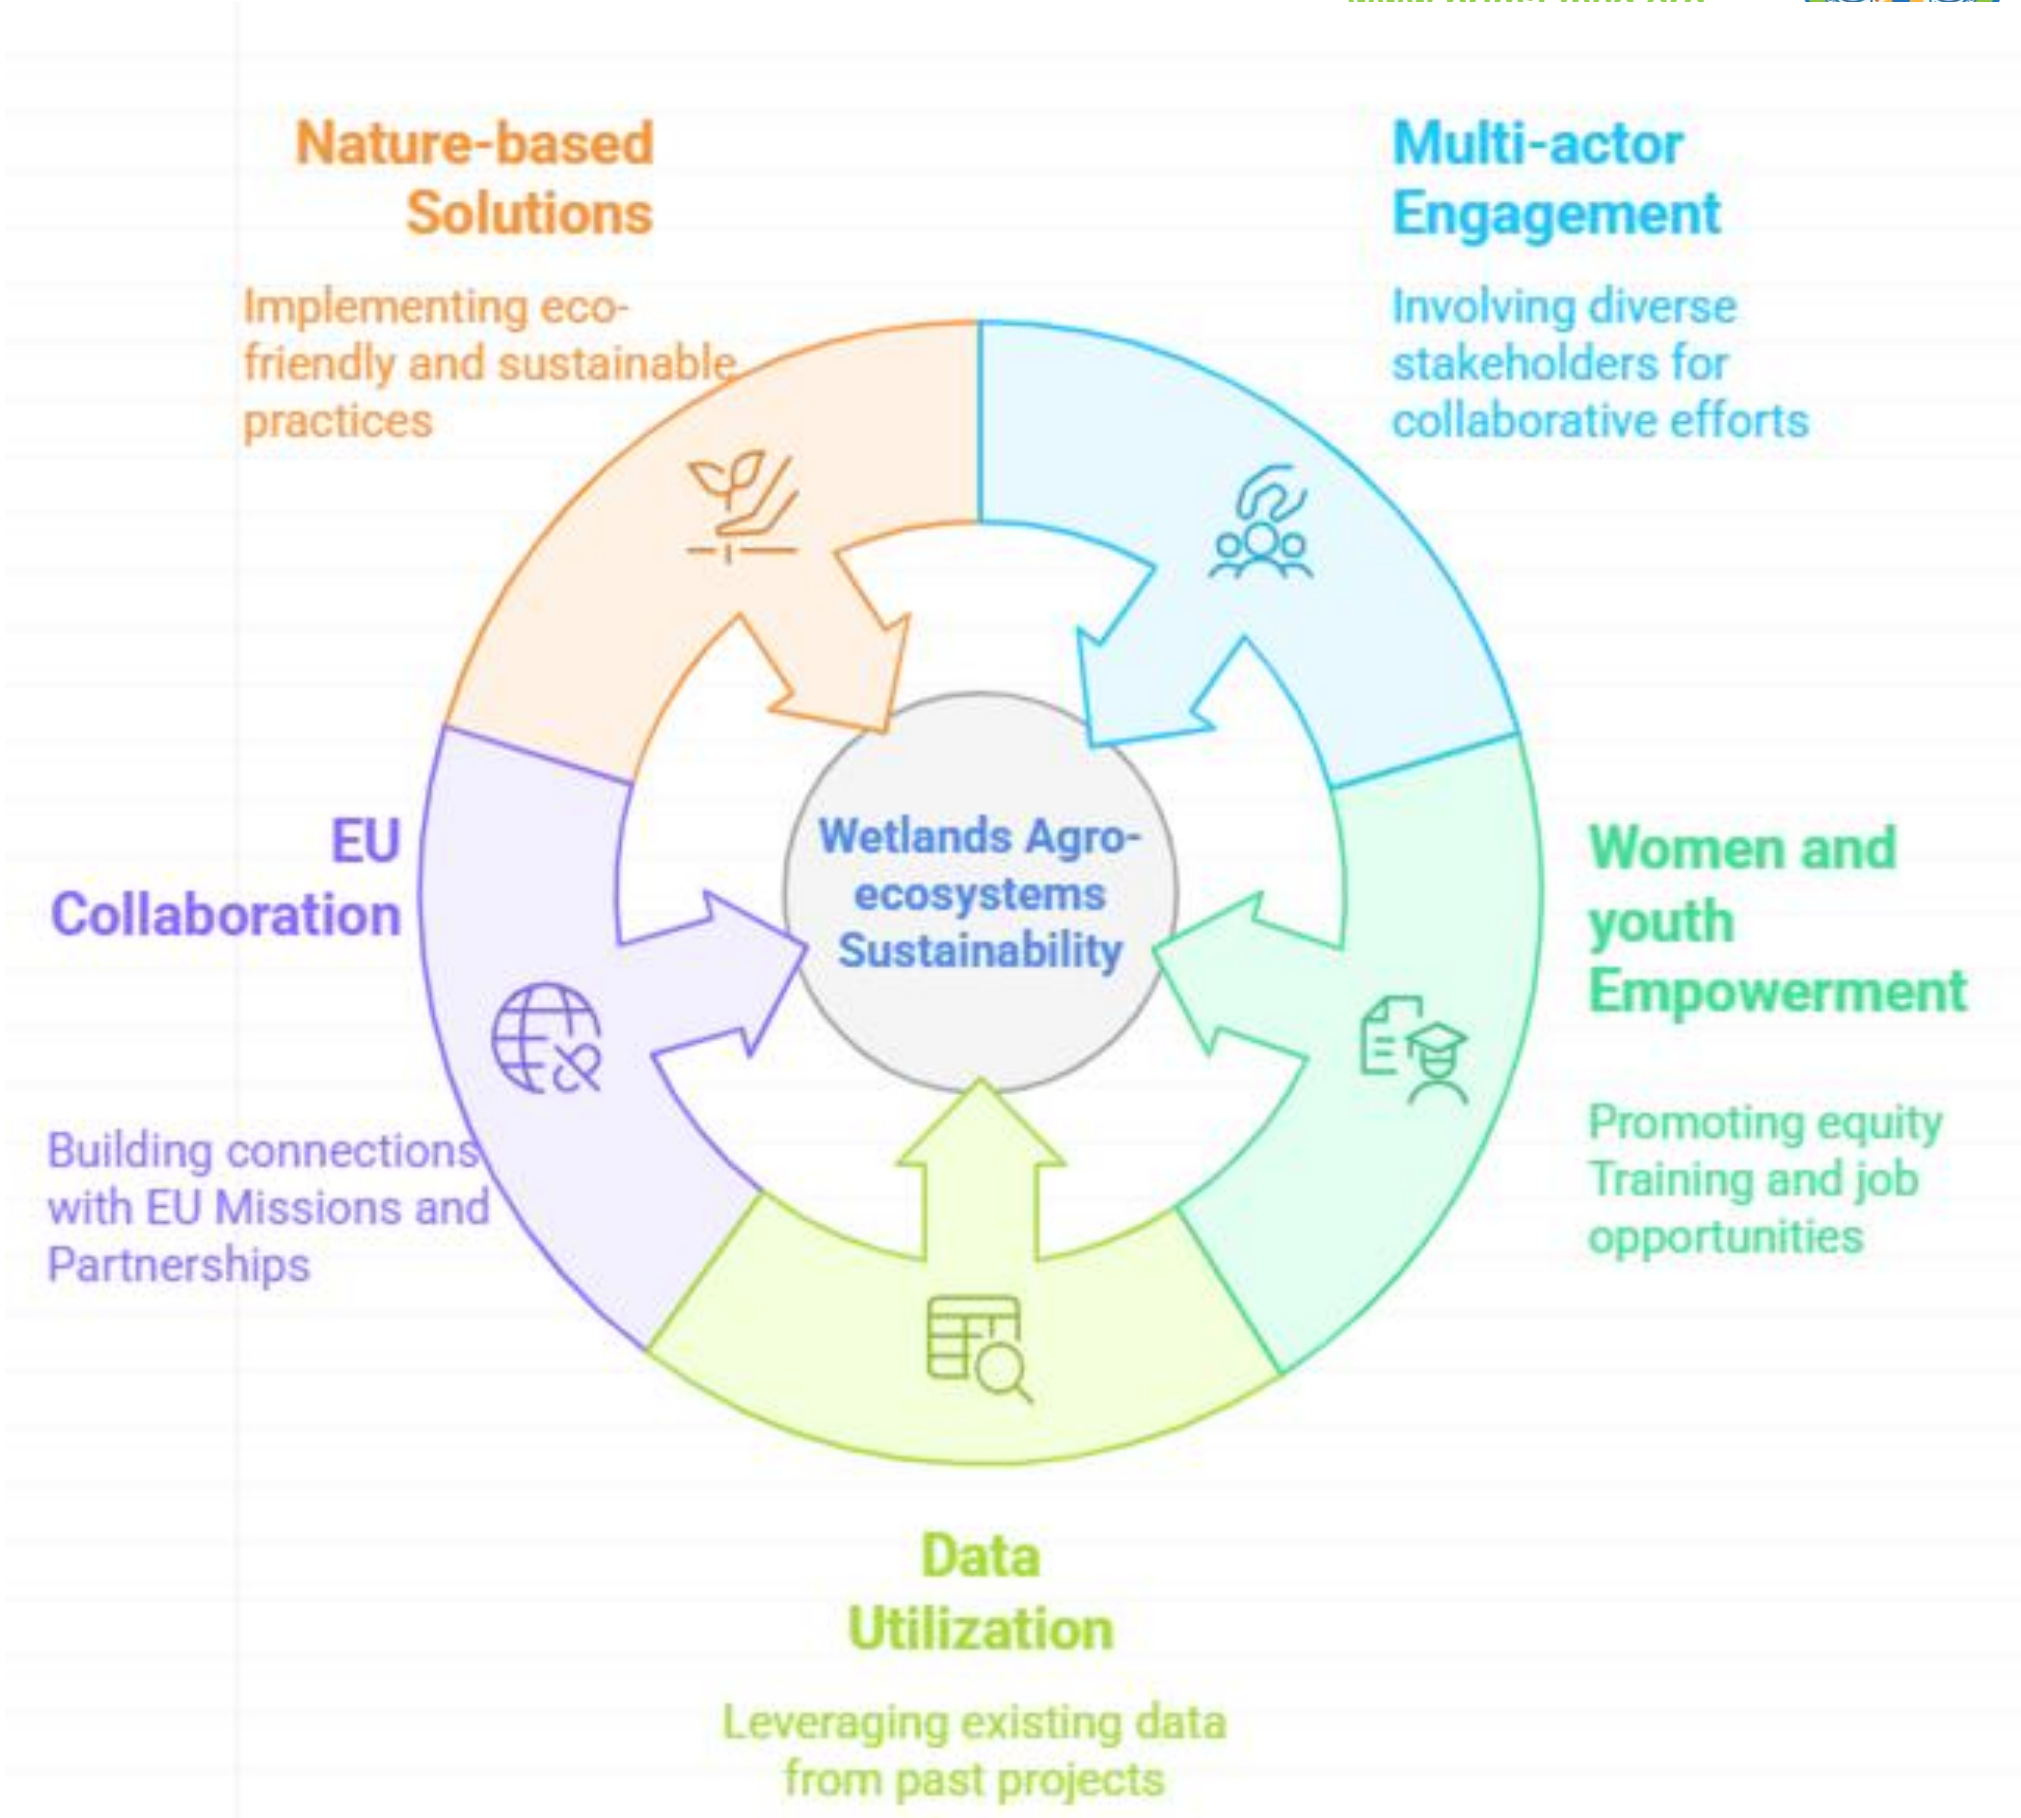 Nature-based
Solutions
Implementing eco-
friendly and sustainable
practices
Multi-actor
Engagement
Involving diverse
stakeholders for
collaborative efforts
Wetlands Agro-
ecosystems
Sustainability
EU
Collaboration
Building connections
with EU Missions and
Partnerships
Women and
youth
Empowerment
Promoting equity
Training and job
opportunities
Data
Utilization
Leveraging existing data
from past projects